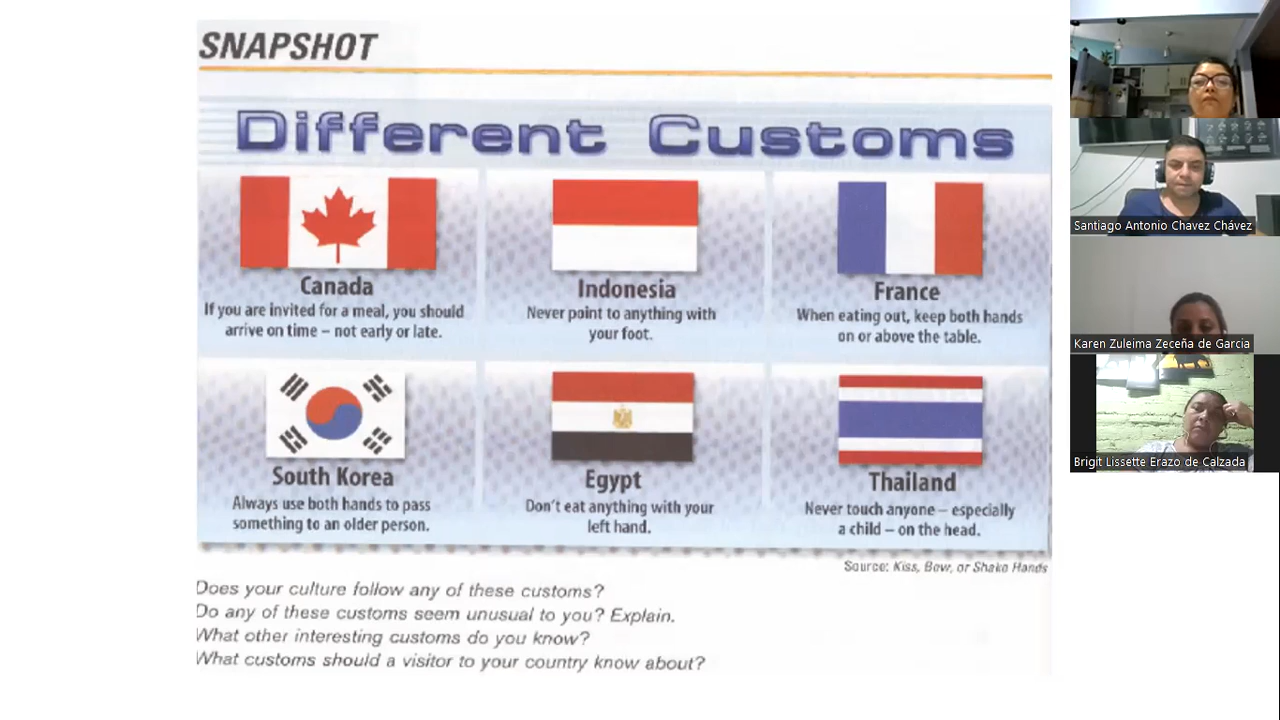 SNAPSHOT
Different Customs
Canada
If you are invited for a meal, you should
arrive on time – not early or late.
Indonesia
Never point to anything with
your foot.
France
When eating out, keep both hands
on or above the table.
South Korea
Always use both hands to pass
something to an older person.
Egypt
Don't eat anything with your
left hand.
Thailand
Never touch anyone – especially
a child – on the head.
Source: Kiss, Bow, or Shake Hands
Does your culture follow any of these customs?
Do any of these customs seem unusual to you? Explain.
What other interesting customs do you know?
What customs should a visitor to your country know about?
Santiago Antonio Chavez Chávez
Karen Zuleima Zeceña de Garcia
Brigit Lissette Erazo de Calzada